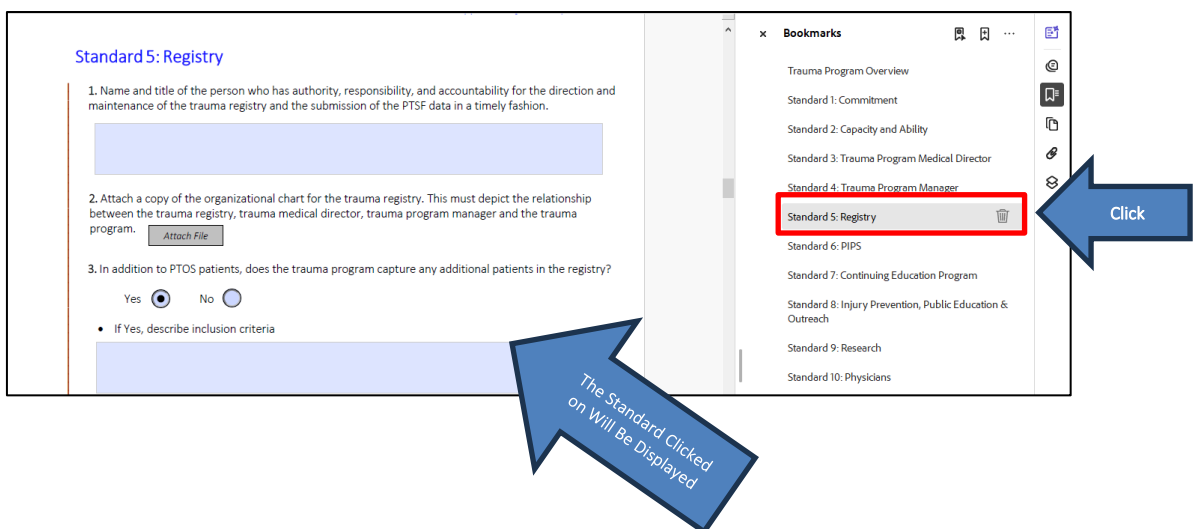 Standard 5: Registry
1. Name and title of the person who has authority, responsibility, and accountability for the direction and
maintenance of the trauma registry and the submission of the PTSF data in a timely fashion.
2. Attach a copy of the organizational chart for the trauma registry. This must depict the relationship
between the trauma registry, trauma medical director, trauma program manager and the trauma
program.
Attach File
3. In addition to PTOS patients, does the trauma program capture any additional patients in the registry?
Yes
No
• If Yes, describe inclusion criteria
Bookmarks
Trauma Program Overview
Standard 1: Commitment
Standard 2: Capacity and Ability
Standard 3: Trauma Program Medical Director
Standard 4: Trauma Program Manager
Standard 5: Registry
Standard 6: PIPS
Standard 7: Continuing Education Program
Standard 8: Injury Prevention, Public Education &
Outreach
Standard 9: Research
Standard 10: Physicians
Click
The Standard Clicked
on Will Be Displayed